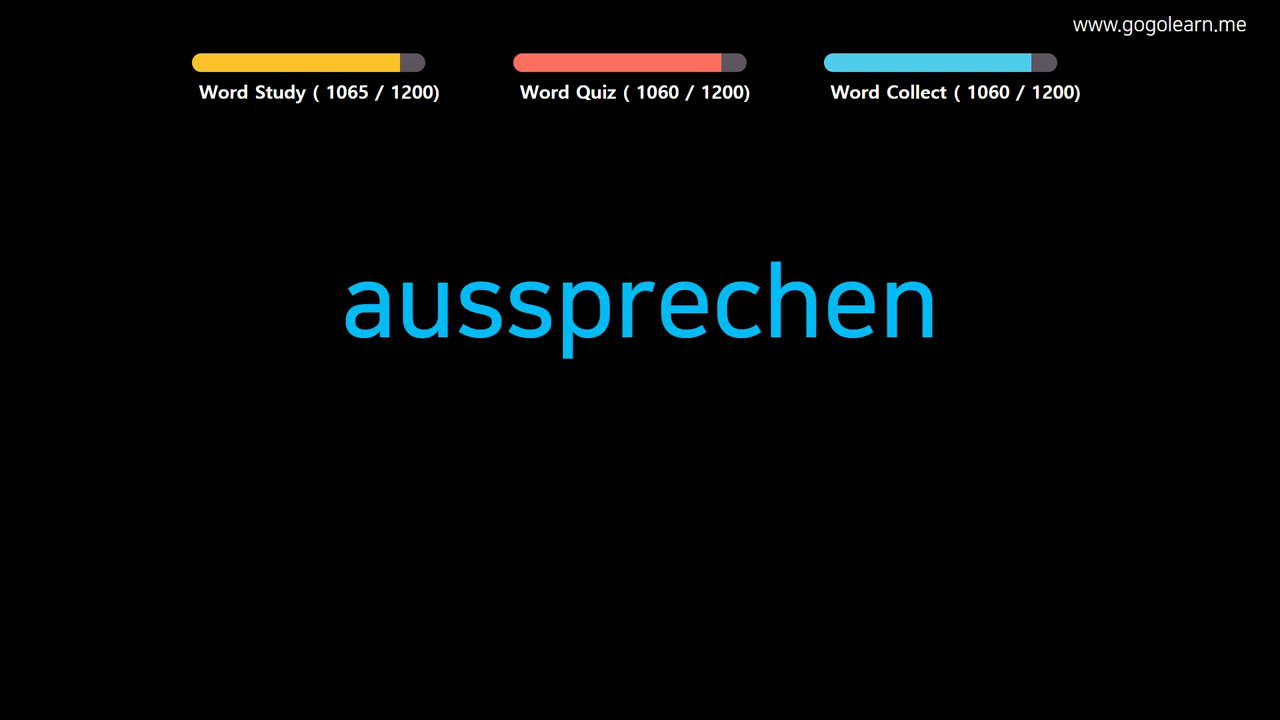 www.gogolearn.me
Word Study ( 1065 / 1200)
Word Quiz ( 1060 / 1200)
Word Collect ( 1060 / 1200)
aussprechen